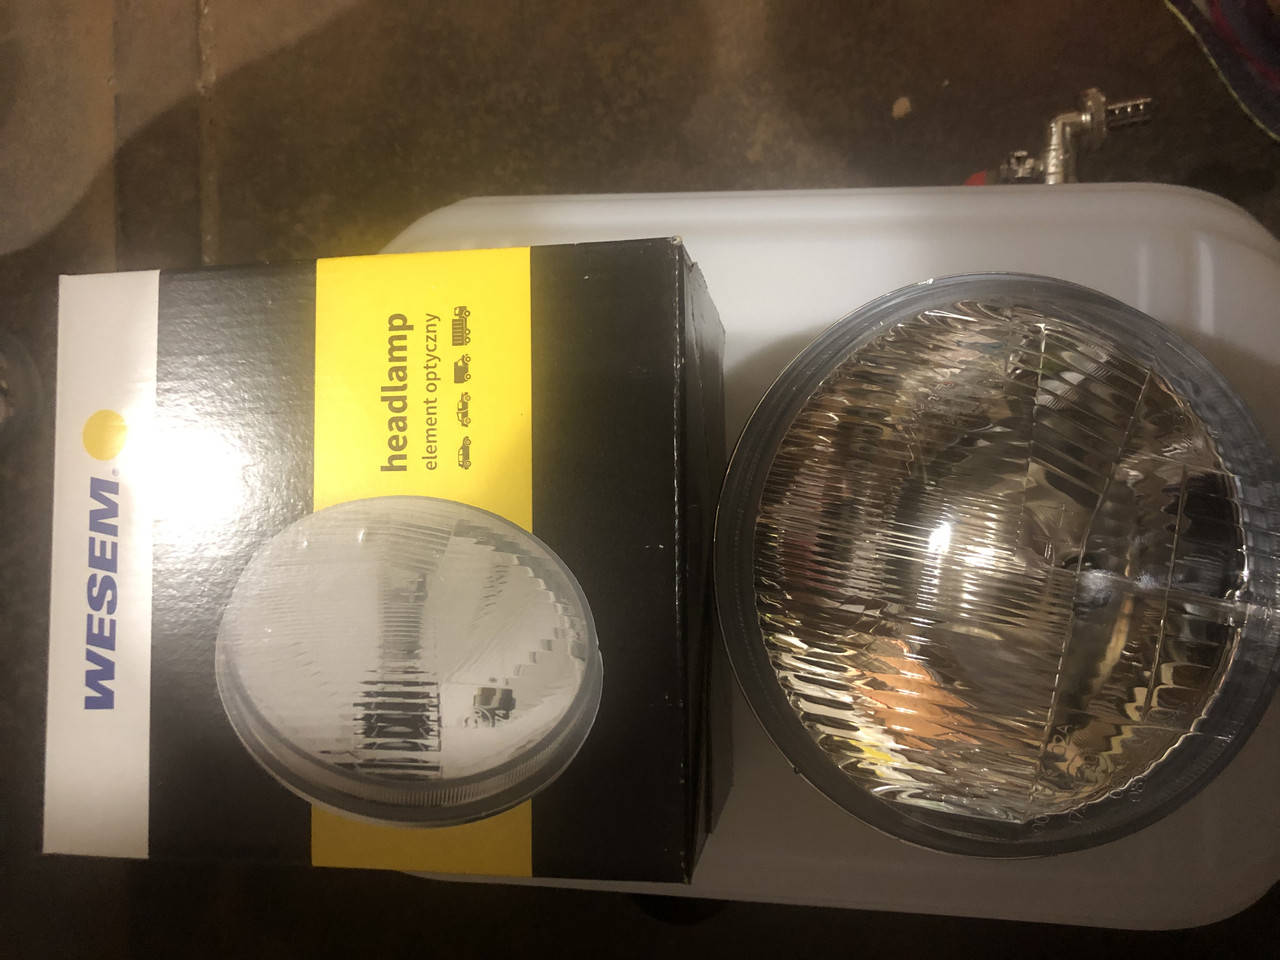 WESEM
headlamp
element optyczny